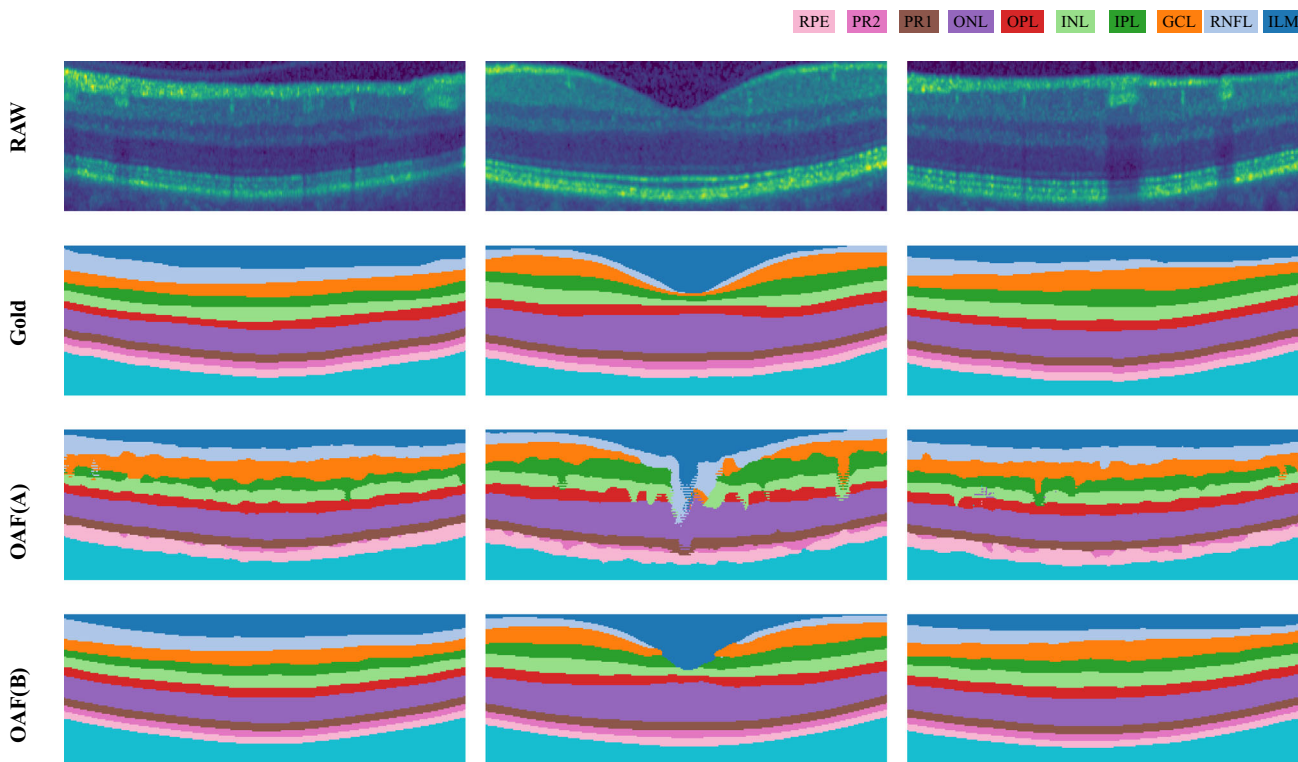 RPE PR2 PR1 ONL OPL INL IPL GCL RNFL ILM
RAW
Gold
OAF(A)
OAF(B)